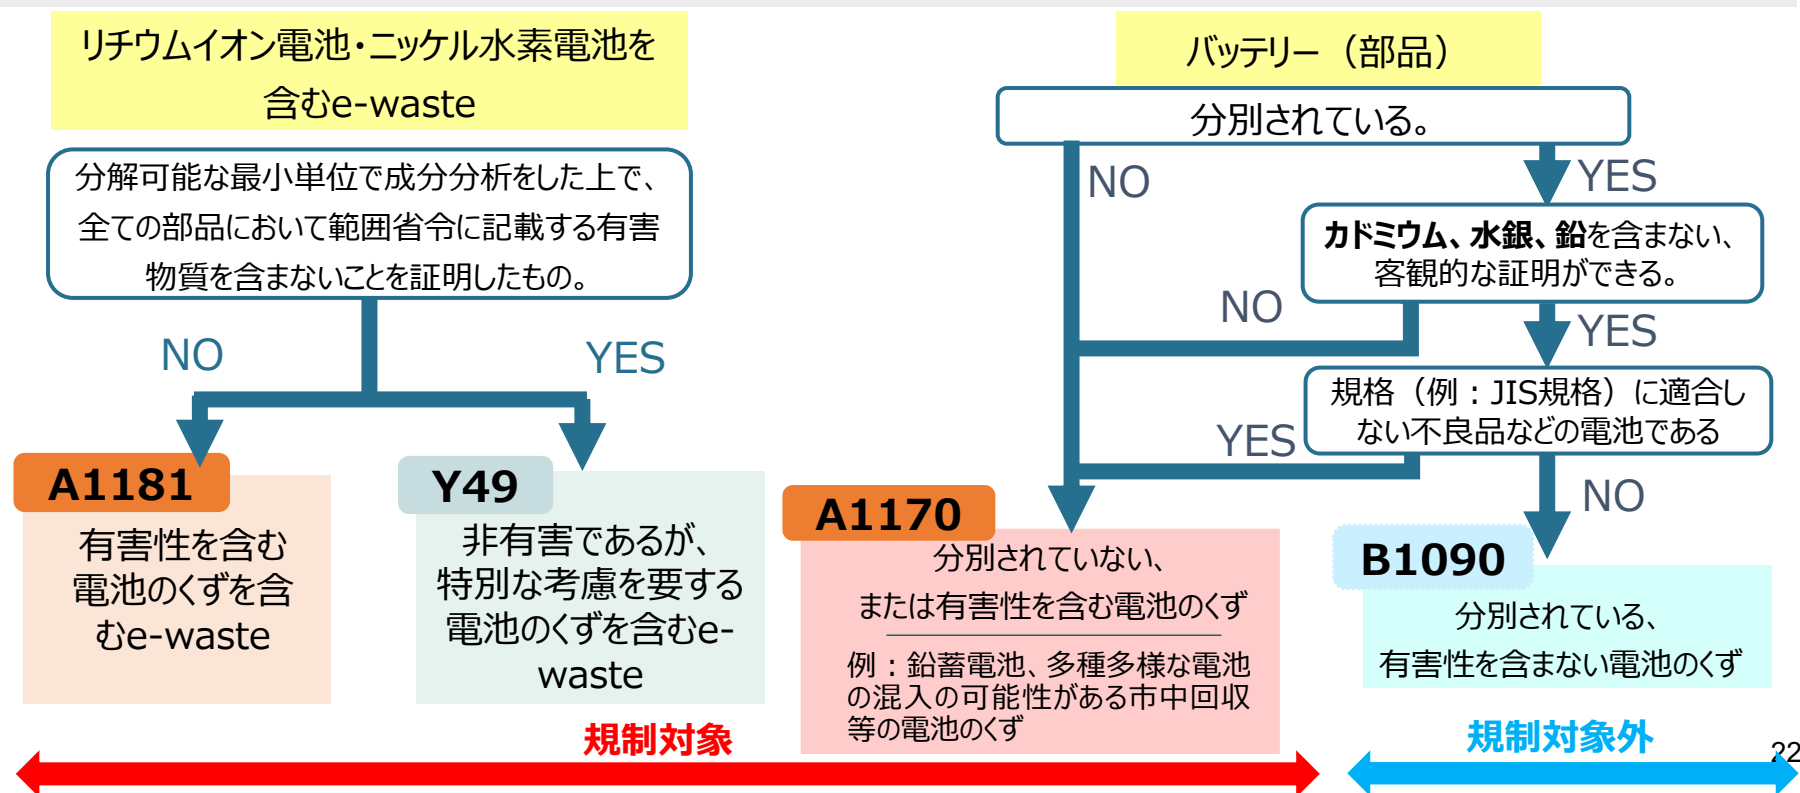 リチウムイオン電池・ニッケル水素電池を
含むe-waste
分解可能な最小単位で成分分析をした上で、
全ての部品において範囲省令に記載する有害
物質を含まないことを証明したもの。
NO
YES
A1181
有害性を含む
電池のくずを含
むe-waste
Y49
非有害であるが、
特別な考慮を要する
電池のくずを含むe-
waste
バッテリー（部品）
分別されている。
NO
YES
カドミウム、水銀、鉛を含まない、
客観的な証明ができる。
NO
YES
規格（例：JIS規格）に適合し
ない不良品などの電池である
YES
NO
A1170
分別されていない、
または有害性を含む電池のくず
例：鉛蓄電池、多種多様な電池
の混入の可能性がある市中回収
等の電池のくず
B1090
分別されている、
有害性を含まない電池のくず
規制対象
規制対象外
22